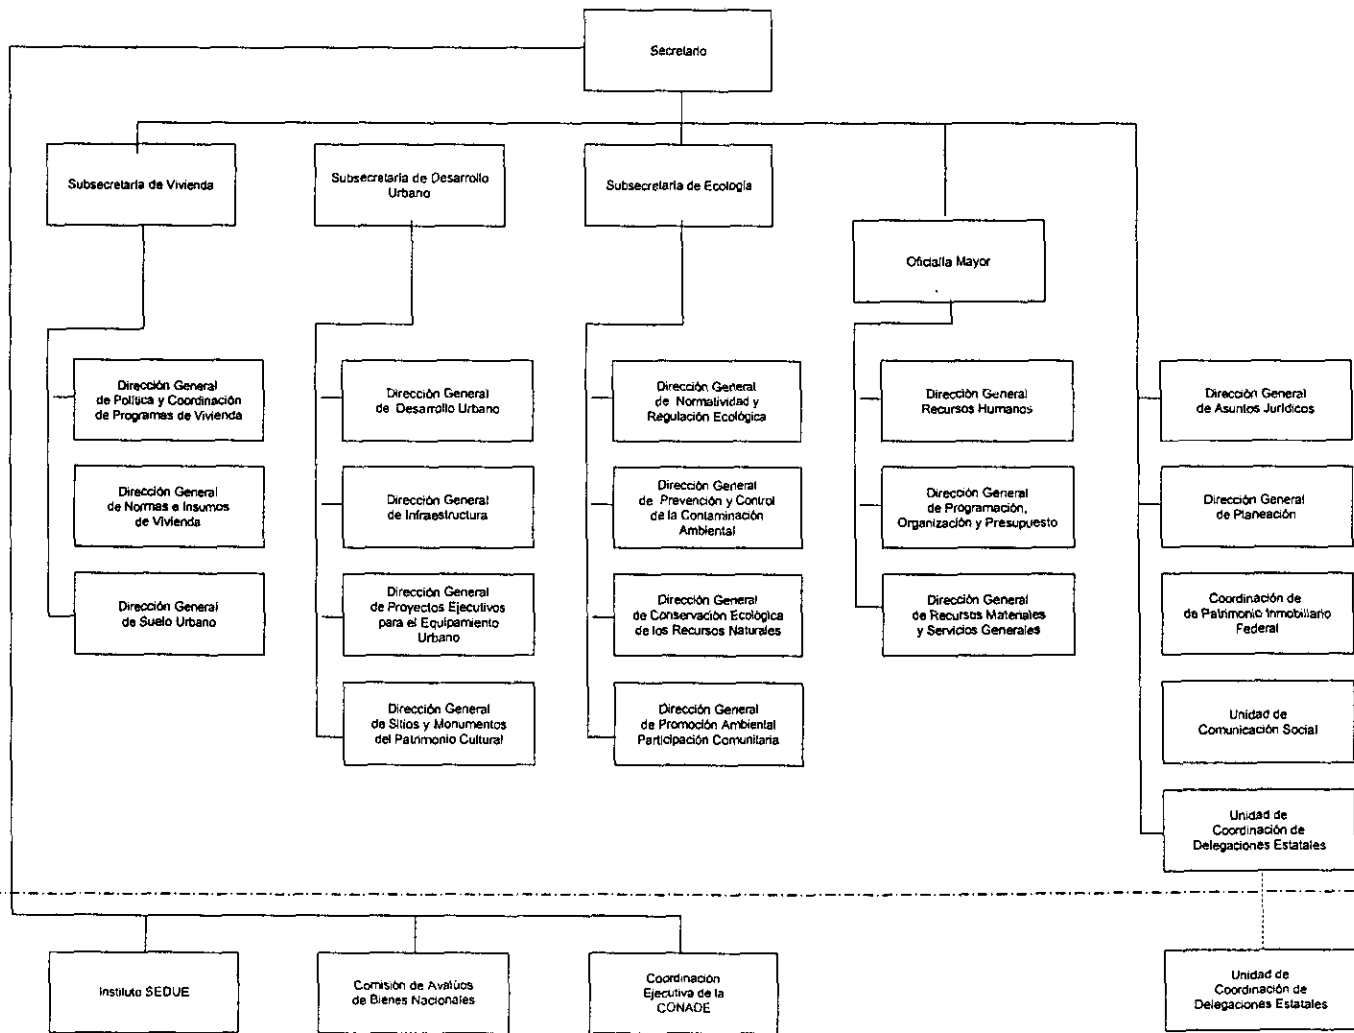 Secretario
Subsecretaría de Vivienda
Subsecretaría de Desarrollo
Urbano
Subsecretaría de Ecología
Oficialía Mayor
Dirección General
de Política y Coordinación
de Programas de Vivienda
Dirección General
de Desarrollo Urbano
Dirección General
de Normatividad y
Regulación Ecológica
Dirección General
Recursos Humanos
Dirección General
de Asuntos Jurídicos
Dirección General
de Normas e Insumos
de Vivienda
Dirección General
de Infraestructura
Dirección General
de Prevención y Control
de la Contaminación
Ambiental
Dirección General
de Programación,
Organización y Presupuesto
Dirección General
de Planeación
Dirección General
de Suelo Urbano
Dirección General
de Proyectos Ejecutivos
para el Equipamiento
Urbano
Dirección General
de Conservación Ecológica
de los Recursos Naturales
Dirección General
de Recursos Materiales
y Servicios Generales
Coordinación de
de Patrimonio Inmobiliario
Federal
Dirección General
de Sitios y Monumentos
del Patrimonio Cultural
Dirección General
de Promoción Ambiental
Participación Comunitaria
Unidad de
Comunicación Social
Unidad de
Coordinación de
Delegaciones Estatales
Instituto SEDUE
Comisión de Avalúos
de Bienes Nacionales
Coordinación
Ejecutiva de la
CONADE
Unidad de
Coordinación de
Delegaciones Estatales